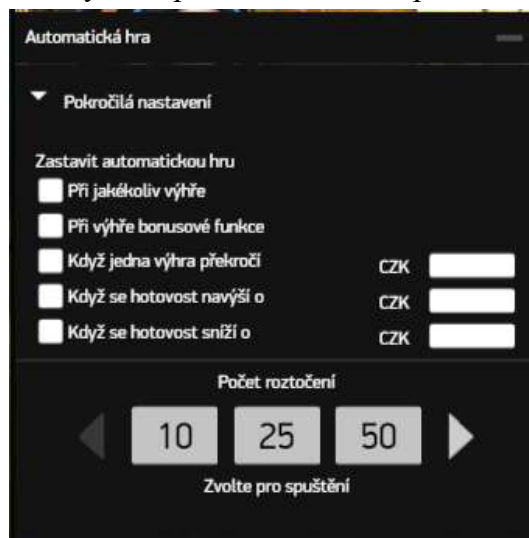 Automatická hra
Pokročilá nastavení
Zastavit automatickou hru
Při jakékoliv výhře
Při výhře bonusové funkce
Když jedna výhra překročí CZK
Když se hotovost navýší o CZK
Když se hotovost sníží o CZK
Počet roztočení
10 25 50
Zvolte pro spuštění